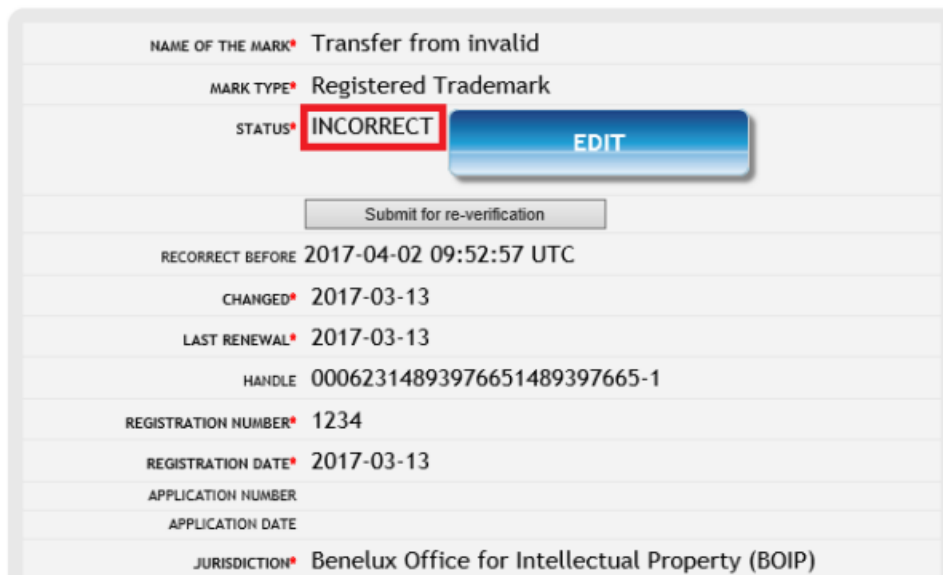 NAME OF THE MARK* Transfer from invalid
MARK TYPE* Registered Trademark
STATUS* INCORRECT EDIT
Submit for re-verification
RECORRECT BEFORE 2017-04-02 09:52:57 UTC
CHANGED* 2017-03-13
LAST RENEWAL* 2017-03-13
HANDLE 00062314893976651489397665-1
REGISTRATION NUMBER* 1234
REGISTRATION DATE* 2017-03-13
APPLICATION NUMBER
APPLICATION DATE
JURISDICTION* Benelux Office for Intellectual Property (BOIP)